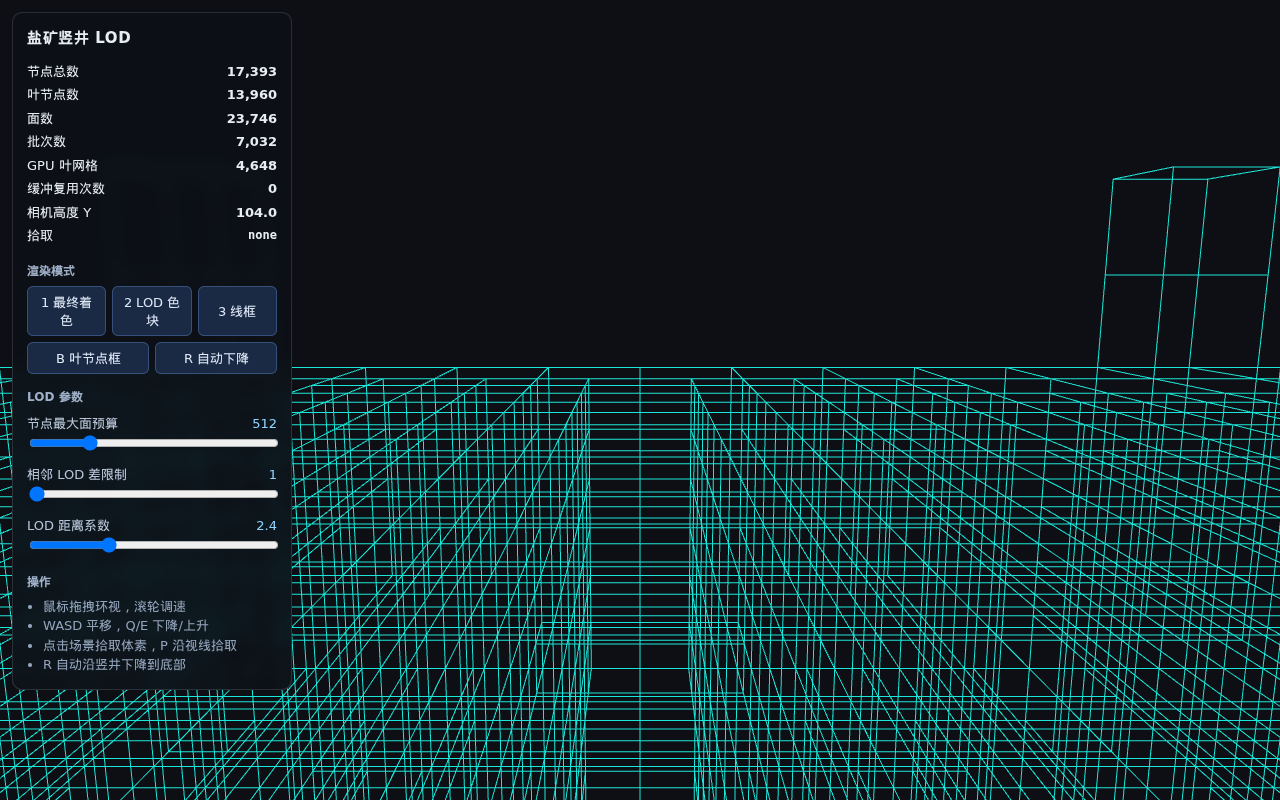 盐矿竖井 LOD
节点总数 17,393
叶节点数 13,960
面数 23,746
批次数 7,032
GPU 叶网格 4,648
缓冲复用次数 0
相机高度 Y 104.0
拾取 none
渲染模式
1 最终着色
2 LOD 色块
3 线框
B 叶节点框
R 自动下降
LOD 参数
节点最大面预算 512
相邻 LOD 差限制 1
LOD 距离系数 2.4
操作
• 鼠标拖拽环视，滚轮调速
• WASD 平移，Q/E 下降/上升
• 点击场景拾取体素，P 沿视线拾取
• R 自动沿竖井下降到底部